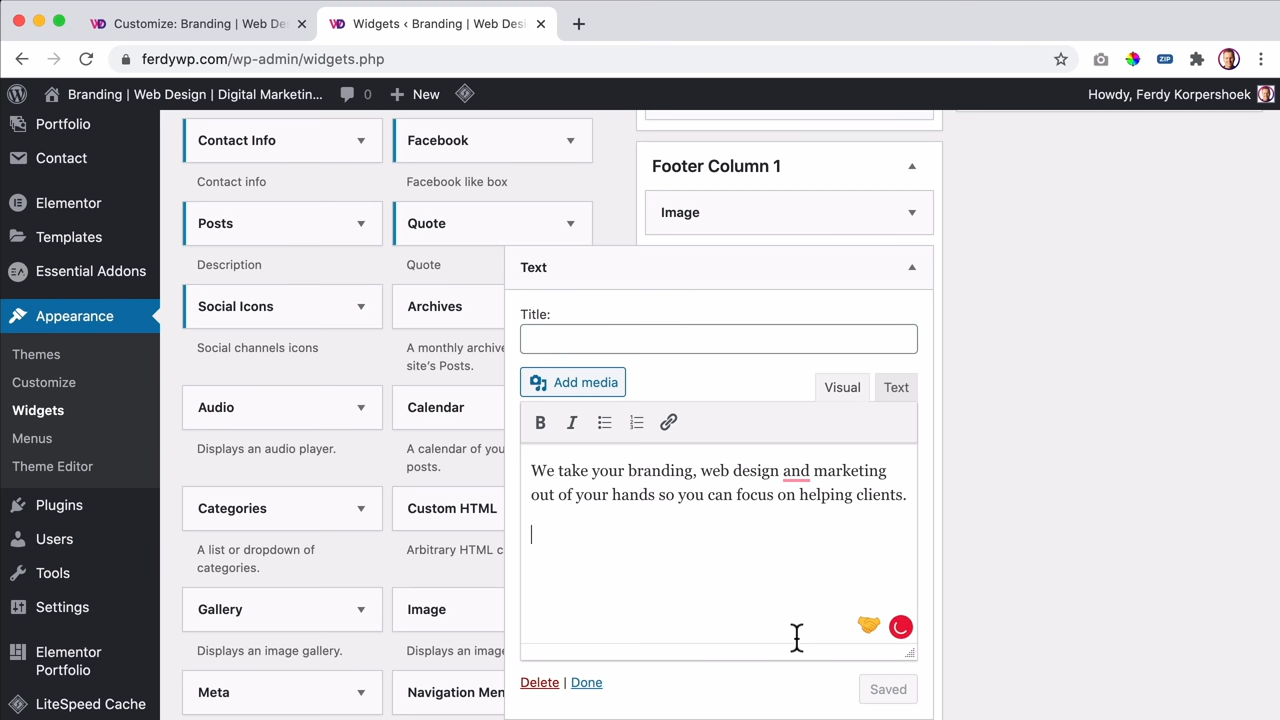 Customize: Branding | Web De
Widgets ‹ Branding | Web Desi
ferdywp.com/wp-admin/widgets.php
ZIP
Branding | Web Design | Digital Marketin...
0
New
Howdy, Ferdy Korpershoek
Portfolio
Contact
Elementor
Templates
Essential Addons
Appearance
Themes
Customize
Widgets
Menus
Theme Editor
Plugins
Users
Tools
Settings
Elementor
Portfolio
LiteSpeed Cache
Contact Info
Contact info
Facebook
Facebook like box
Posts
Description
Quote
Quote
Social Icons
Social channels icons
Archives
A monthly archive
site's Posts.
Audio
Displays an audio player.
Calendar
A calendar of you
posts.
Categories
A list or dropdown of
categories.
Custom HTML
Arbitrary HTML c
Gallery
Displays an image gallery.
Image
Displays an image
Meta
Navigation Men
Footer Column 1
Image
Text
Title:
Add media
Visual
Text
B I
We take your branding, web design and marketing
out of your hands so you can focus on helping clients.
Delete | Done
Saved